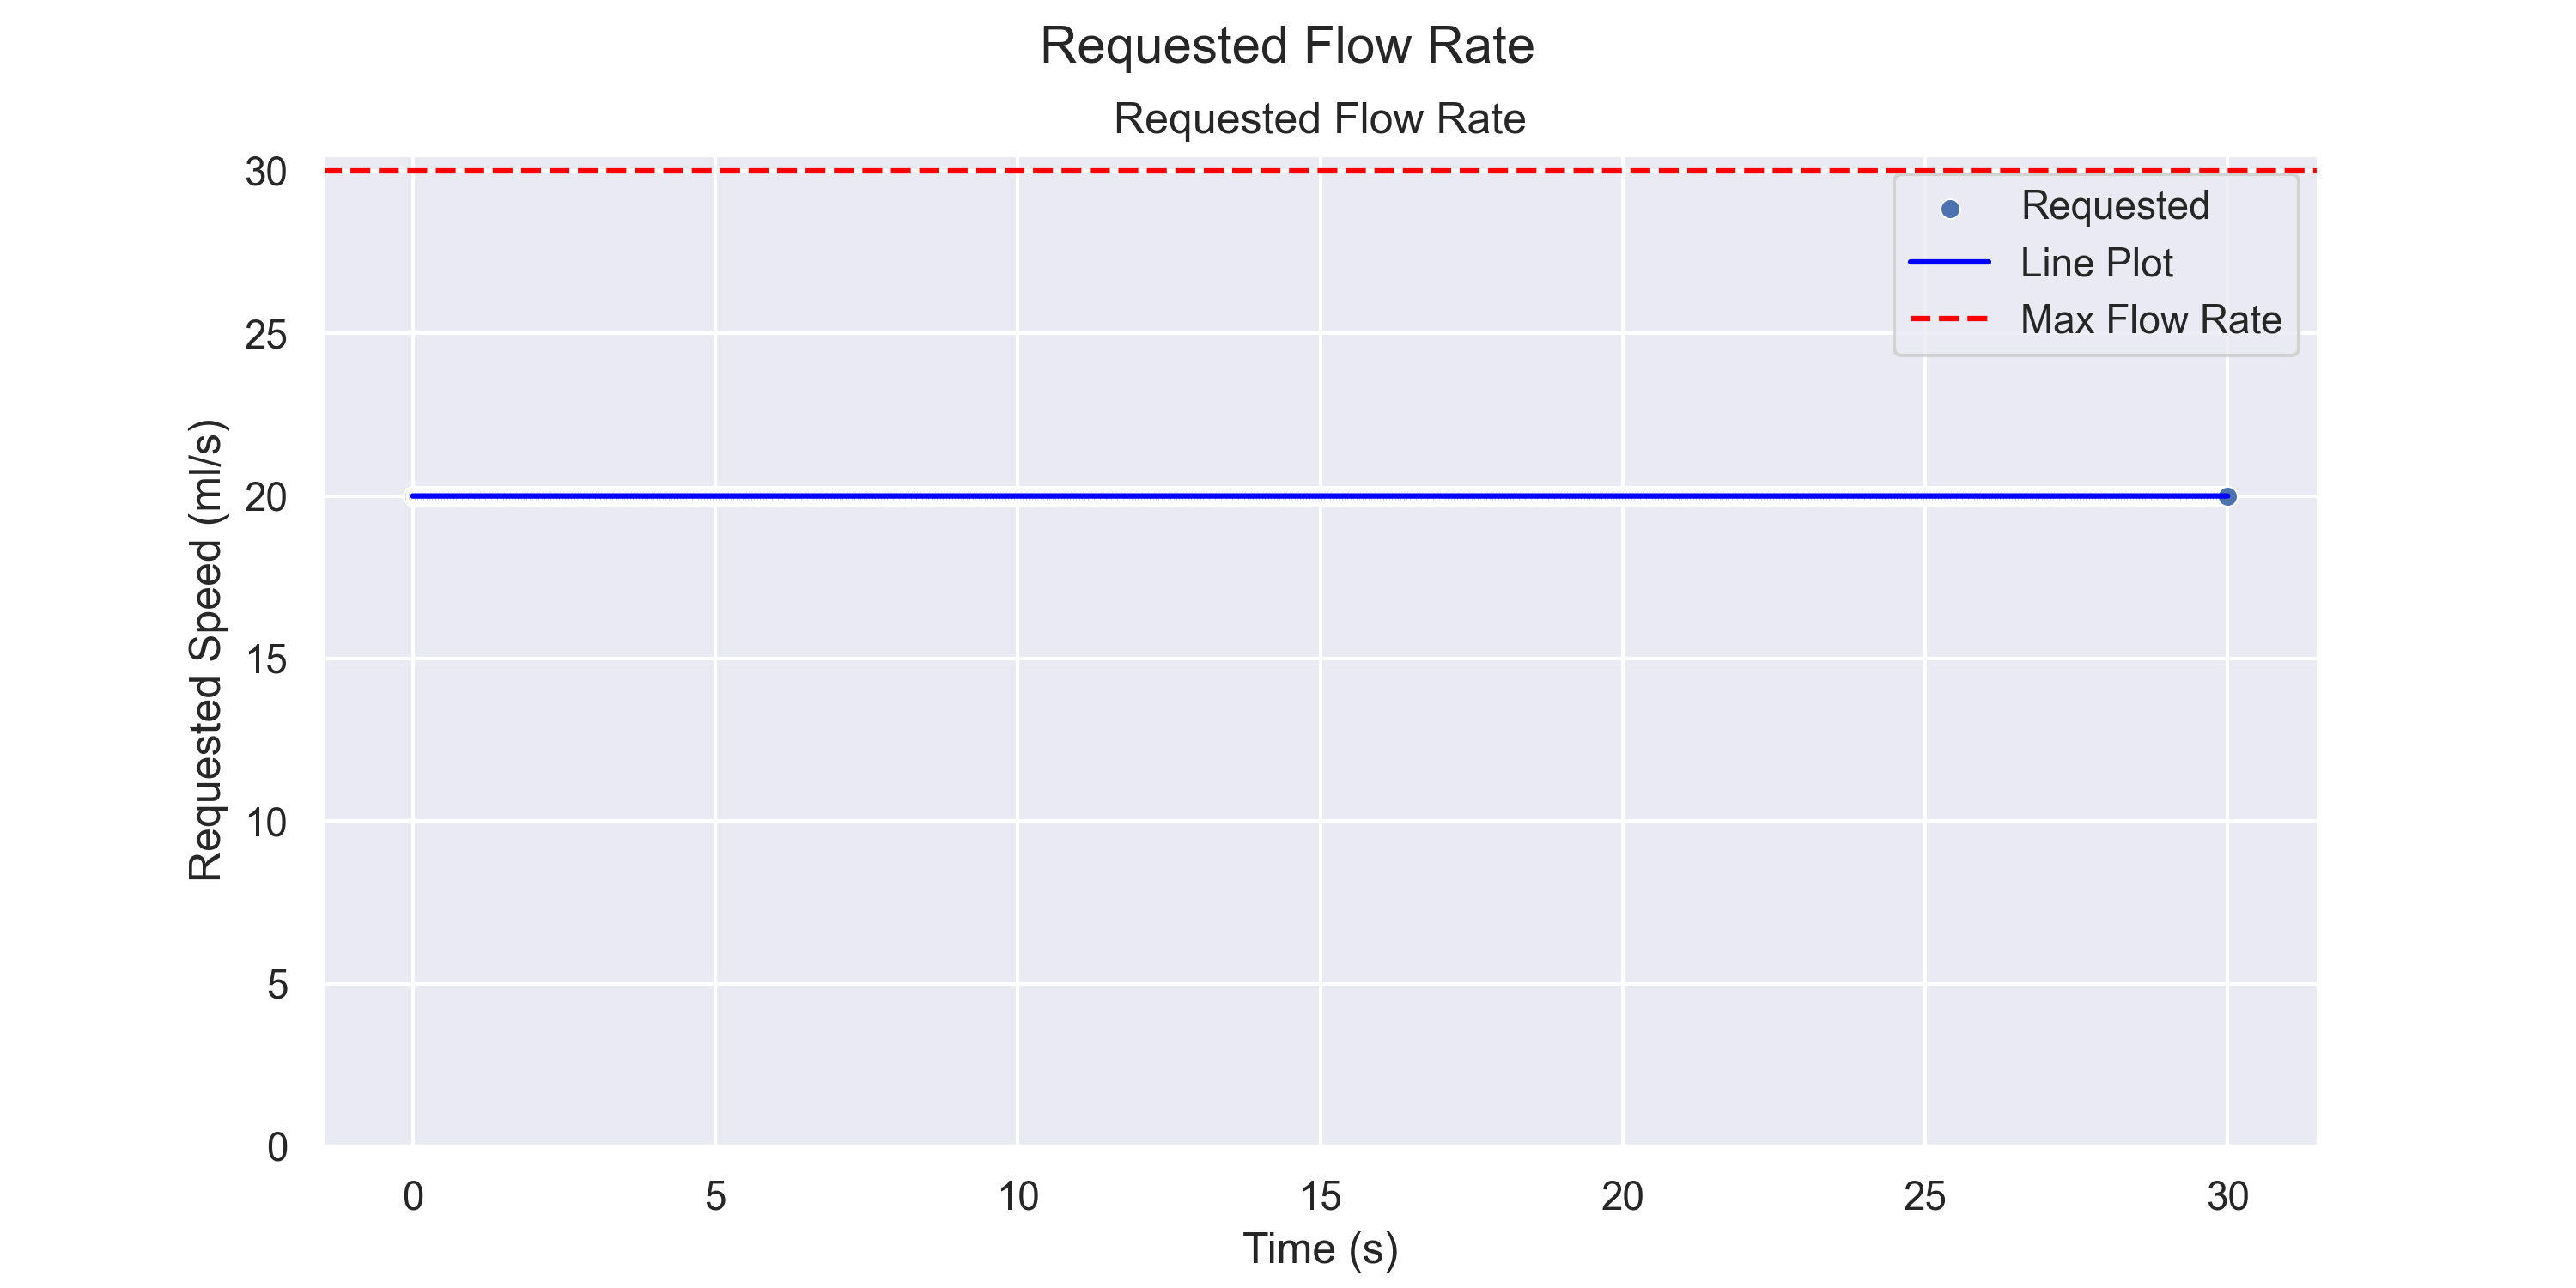 Requested Flow Rate
Requested Flow Rate
30
25
20
15
10
5
0
Requested Speed (ml/s)
Requested
Line Plot
Max Flow Rate
0 5 10 15 20 25 30
Time (s)